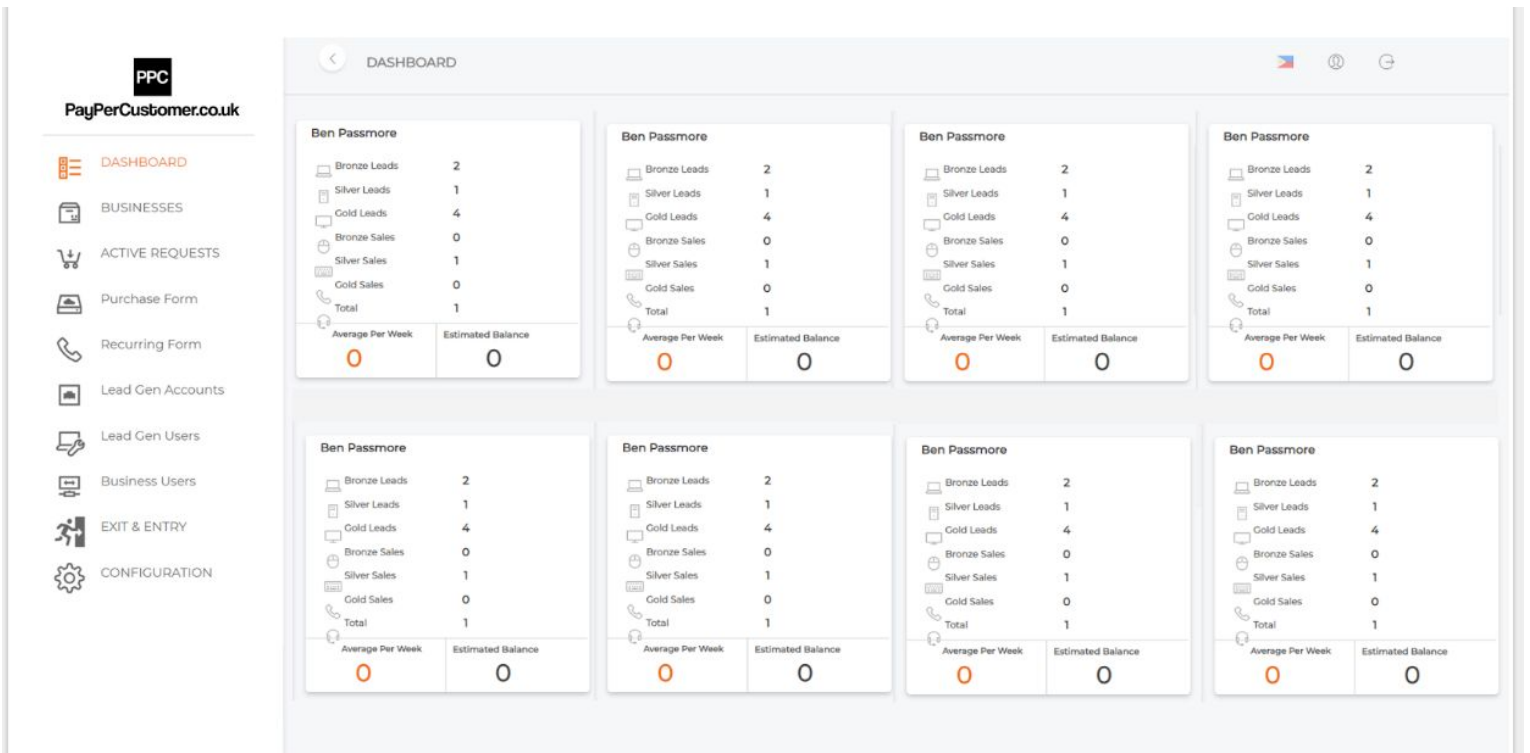 PPC
PayPerCustomer.co.uk
DASHBOARD
BUSINESSES
ACTIVE REQUESTS
Purchase Form
Recurring Form
Lead Gen Accounts
Lead Gen Users
Business Users
EXIT & ENTRY
CONFIGURATION
DASHBOARD
Ben Passmore
Bronze Leads 2
Silver Leads 1
Gold Leads 4
Bronze Sales 0
Silver Sales 1
Gold Sales 0
Total 1
Average Per Week Estimated Balance
0 0
Ben Passmore
Bronze Leads 2
Silver Leads 1
Gold Leads 4
Bronze Sales 0
Silver Sales 1
Gold Sales 0
Total 1
Average Per Week Estimated Balance
0 0
Ben Passmore
Bronze Leads 2
Silver Leads 1
Gold Leads 4
Bronze Sales 0
Silver Sales 1
Gold Sales 0
Total 1
Average Per Week Estimated Balance
0 0
Ben Passmore
Bronze Leads 2
Silver Leads 1
Gold Leads 4
Bronze Sales 0
Silver Sales 1
Gold Sales 0
Total 1
Average Per Week Estimated Balance
0 0
Ben Passmore
Bronze Leads 2
Silver Leads 1
Gold Leads 4
Bronze Sales 0
Silver Sales 1
Gold Sales 0
Total 1
Average Per Week Estimated Balance
0 0
Ben Passmore
Bronze Leads 2
Silver Leads 1
Gold Leads 4
Bronze Sales 0
Silver Sales 1
Gold Sales 0
Total 1
Average Per Week Estimated Balance
0 0
Ben Passmore
Bronze Leads 2
Silver Leads 1
Gold Leads 4
Bronze Sales 0
Silver Sales 1
Gold Sales 0
Total 1
Average Per Week Estimated Balance
0 0
Ben Passmore
Bronze Leads 2
Silver Leads 1
Gold Leads 4
Bronze Sales 0
Silver Sales 1
Gold Sales 0
Total 1
Average Per Week Estimated Balance
0 0